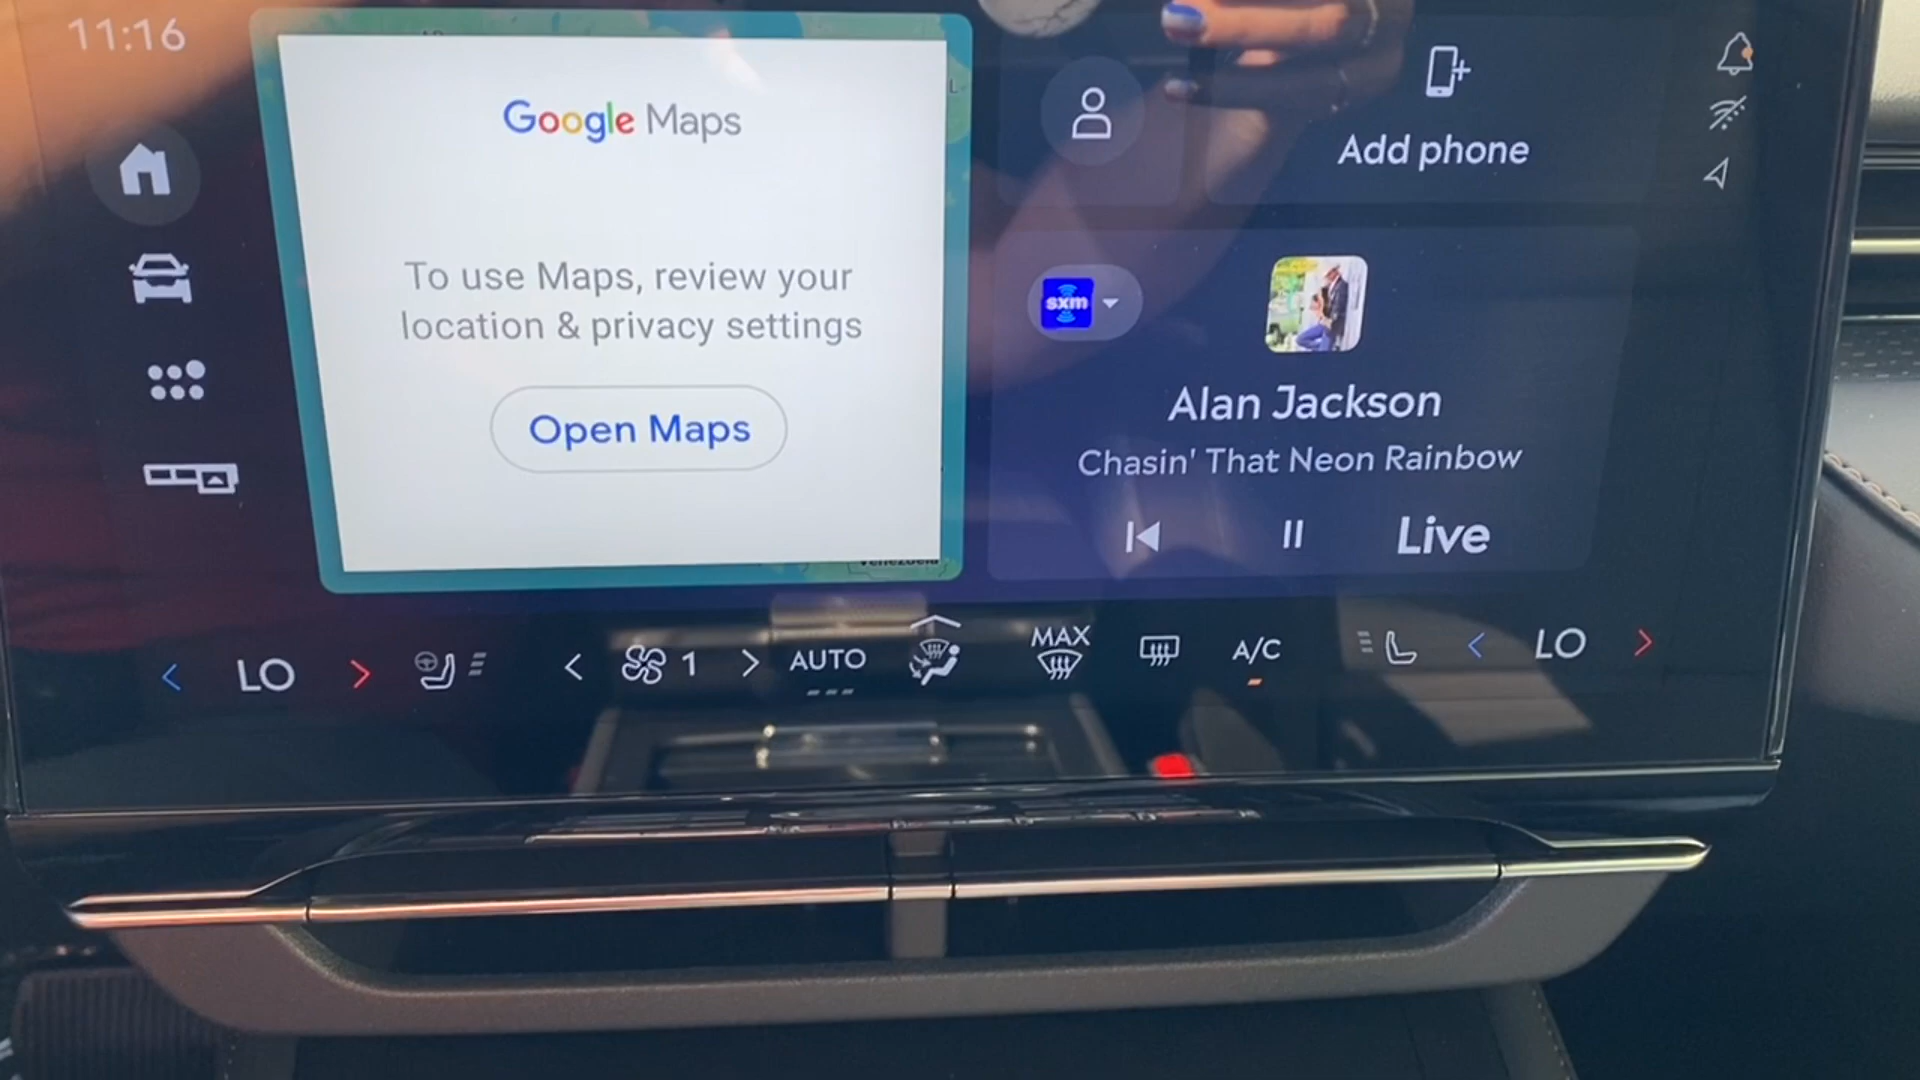 11:16
Google Maps
To use Maps, review your
location & privacy settings
Open Maps
Add phone
sxm
Alan Jackson
Chasin' That Neon Rainbow
Live
LO
1
AUTO
MAX
A/C
LO